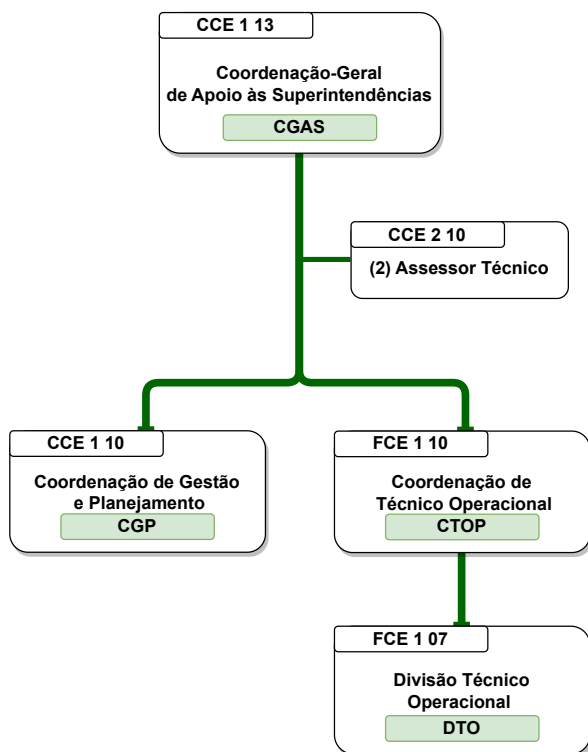 CCE 1 13
Coordenação-Geral
de Apoio às Superintendências
CGAS
CCE 2 10
(2) Assessor Técnico
CCE 1 10
Coordenação de Gestão
e Planejamento
CGP
FCE 1 10
Coordenação de
Técnico Operacional
CTOP
FCE 1 07
Divisão Técnico
Operacional
DTO